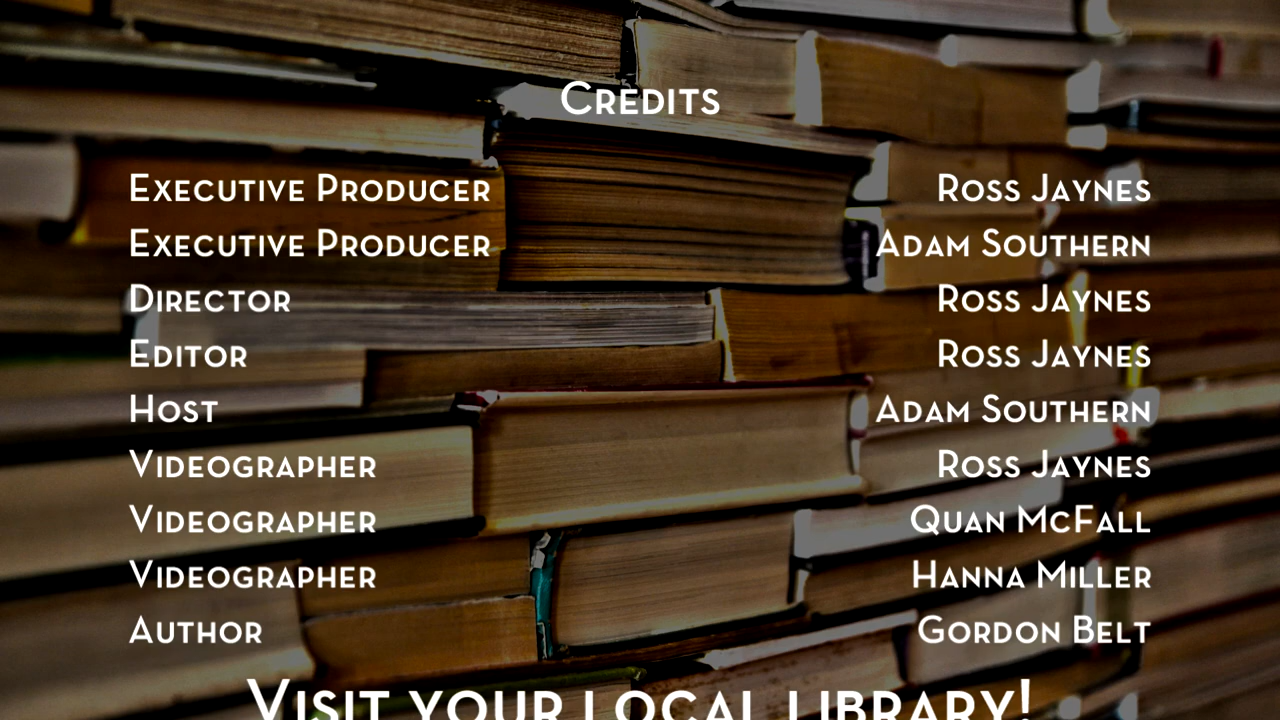 Credits
Executive Producer Ross Jaynes
Executive Producer Adam Southern
Director Ross Jaynes
Editor Ross Jaynes
Host Adam Southern
Videographer Ross Jaynes
Videographer Quan McFall
Videographer Hanna Miller
Author Gordon Belt
Visit your local library!